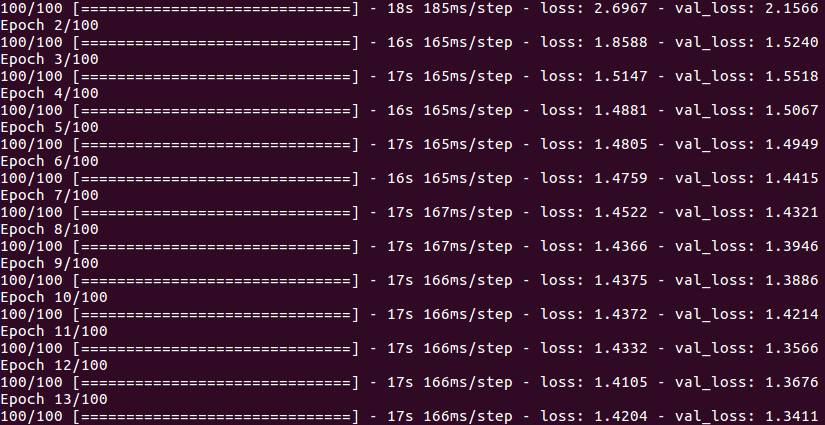 100/100 [==============================] - 18s 185ms/step - loss: 2.6967 - val_loss: 2.1566
Epoch 2/100
100/100 [==============================] - 16s 165ms/step - loss: 1.8588 - val_loss: 1.5240
Epoch 3/100
100/100 [==============================] - 17s 165ms/step - loss: 1.5147 - val_loss: 1.5518
Epoch 4/100
100/100 [==============================] - 16s 165ms/step - loss: 1.4881 - val_loss: 1.5067
Epoch 5/100
100/100 [==============================] - 17s 165ms/step - loss: 1.4805 - val_loss: 1.4949
Epoch 6/100
100/100 [==============================] - 16s 165ms/step - loss: 1.4759 - val_loss: 1.4415
Epoch 7/100
100/100 [==============================] - 17s 167ms/step - loss: 1.4522 - val_loss: 1.4321
Epoch 8/100
100/100 [==============================] - 17s 167ms/step - loss: 1.4366 - val_loss: 1.3946
Epoch 9/100
100/100 [==============================] - 17s 166ms/step - loss: 1.4375 - val_loss: 1.3886
Epoch 10/100
100/100 [==============================] - 17s 166ms/step - loss: 1.4372 - val_loss: 1.4214
Epoch 11/100
100/100 [==============================] - 17s 166ms/step - loss: 1.4332 - val_loss: 1.3566
Epoch 12/100
100/100 [==============================] - 17s 166ms/step - loss: 1.4105 - val_loss: 1.3676
Epoch 13/100
100/100 [==============================] - 17s 166ms/step - loss: 1.4204 - val_loss: 1.3411